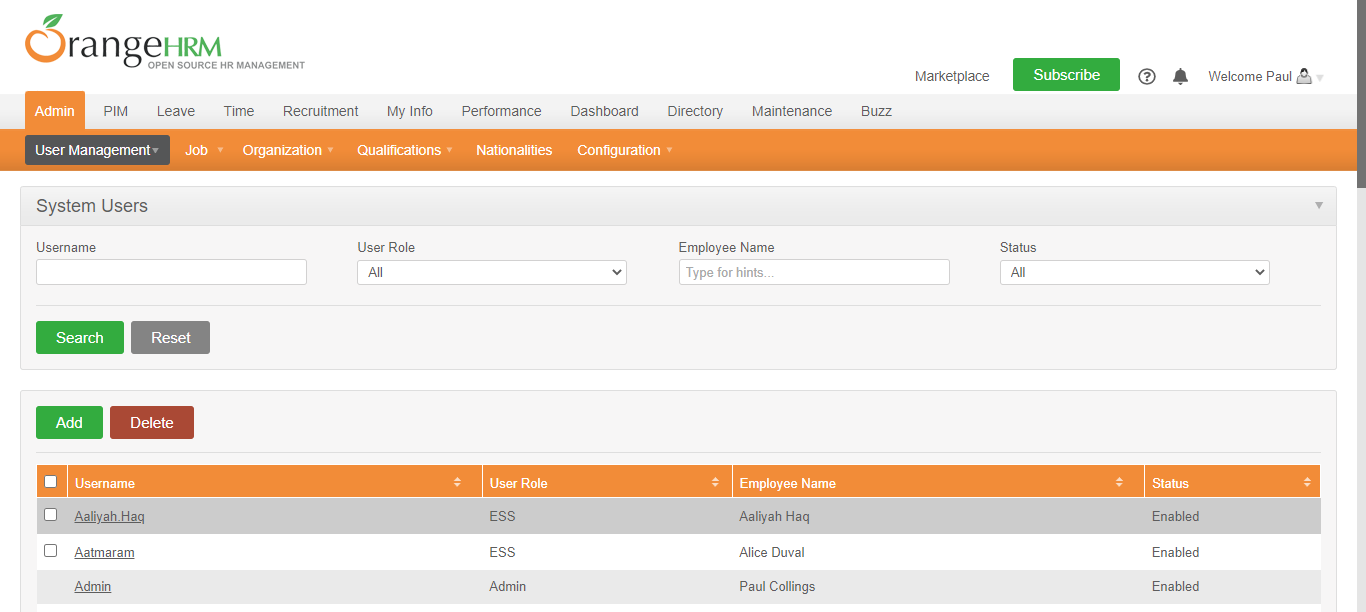 OrangeHRM
OPEN SOURCE HR MANAGEMENT
Marketplace Subscribe ? Welcome Paul
Admin PIM Leave Time Recruitment My Info Performance Dashboard Directory Maintenance Buzz
User Management Job Organization Qualifications Nationalities Configuration
System Users
Username User Role Employee Name Status
All Type for hints... All
Search Reset
Add Delete
Username User Role Employee Name Status
Aaliyah.Haq ESS Aaliyah Haq Enabled
Aatmaram ESS Alice Duval Enabled
Admin Admin Paul Collings Enabled